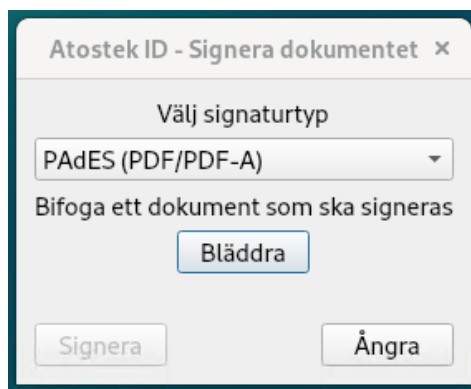 Atostek ID - Signera dokumentet ×
Välj signaturtyp
PAdES (PDF/PDF-A)
Bifoga ett dokument som ska signeras
Bläddra
Signera Ångra